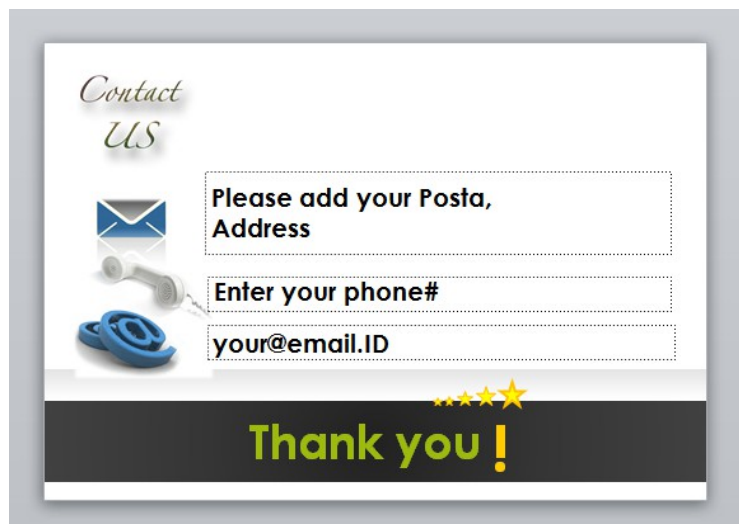 Contact
US
Please add your Posta,
Address
Enter your phone#
your@email.ID
Thank you!